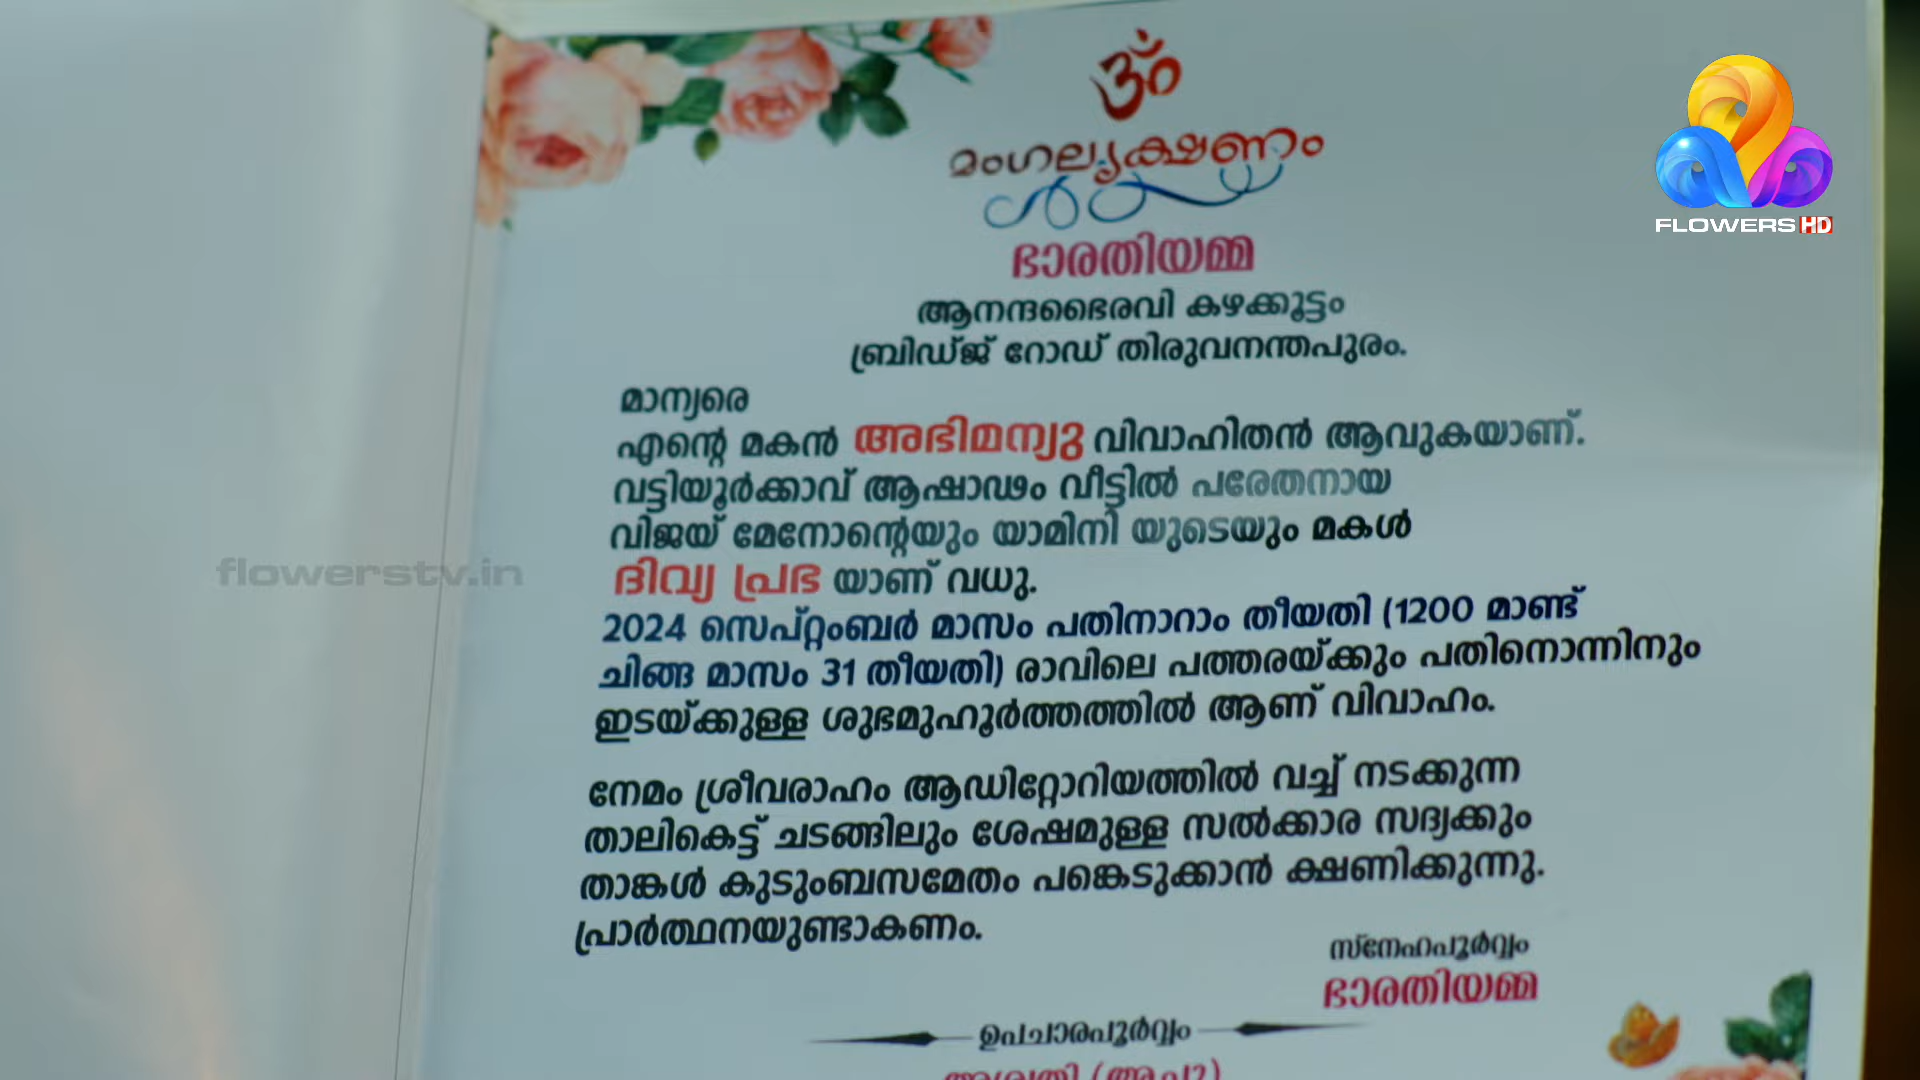 ഓം
മംഗല്യക്ഷണം
FLOWERS HD
ഭാരതിയമ്മ
ആനന്ദഭൈരവി കഴക്കൂട്ടം
ബ്രിഡ്ജ് റോഡ് തിരുവനന്തപുരം.
മാന്യരെ
എന്റെ മകൻ അഭിമന്യു വിവാഹിതൻ ആവുകയാണ്.
വട്ടിയൂർക്കാവ് ആഷാഢം വീട്ടിൽ പരേതനായ
വിജയ് മേനോന്റെയും യാമിനി യുടെയും മകൾ
flowerstv.in
ദിവ്യ പ്രഭ യാണ് വധു.
2024 സെപ്റ്റംബർ മാസം പതിനാറാം തീയതി (1200 മാണ്ട്
ചിങ്ങ മാസം 31 തീയതി) രാവിലെ പത്തരയ്ക്കും പതിനൊന്നിനും
ഇടയ്ക്കുള്ള ശുഭമുഹൂർത്തത്തിൽ ആണ് വിവാഹം.
നേമം ശ്രീവരാഹം ആഡിറ്റോറിയത്തിൽ വച്ച് നടക്കുന്ന
താലികെട്ട് ചടങ്ങിലും ശേഷമുള്ള സൽക്കാര സദ്യക്കും
താങ്കൾ കുടുംബസമേതം പങ്കെടുക്കാൻ ക്ഷണിക്കുന്നു.
പ്രാർത്ഥനയുണ്ടാകണം.
സ്നേഹപൂർവ്വം
ഭാരതിയമ്മ
ഉപചാരപൂർവ്വം